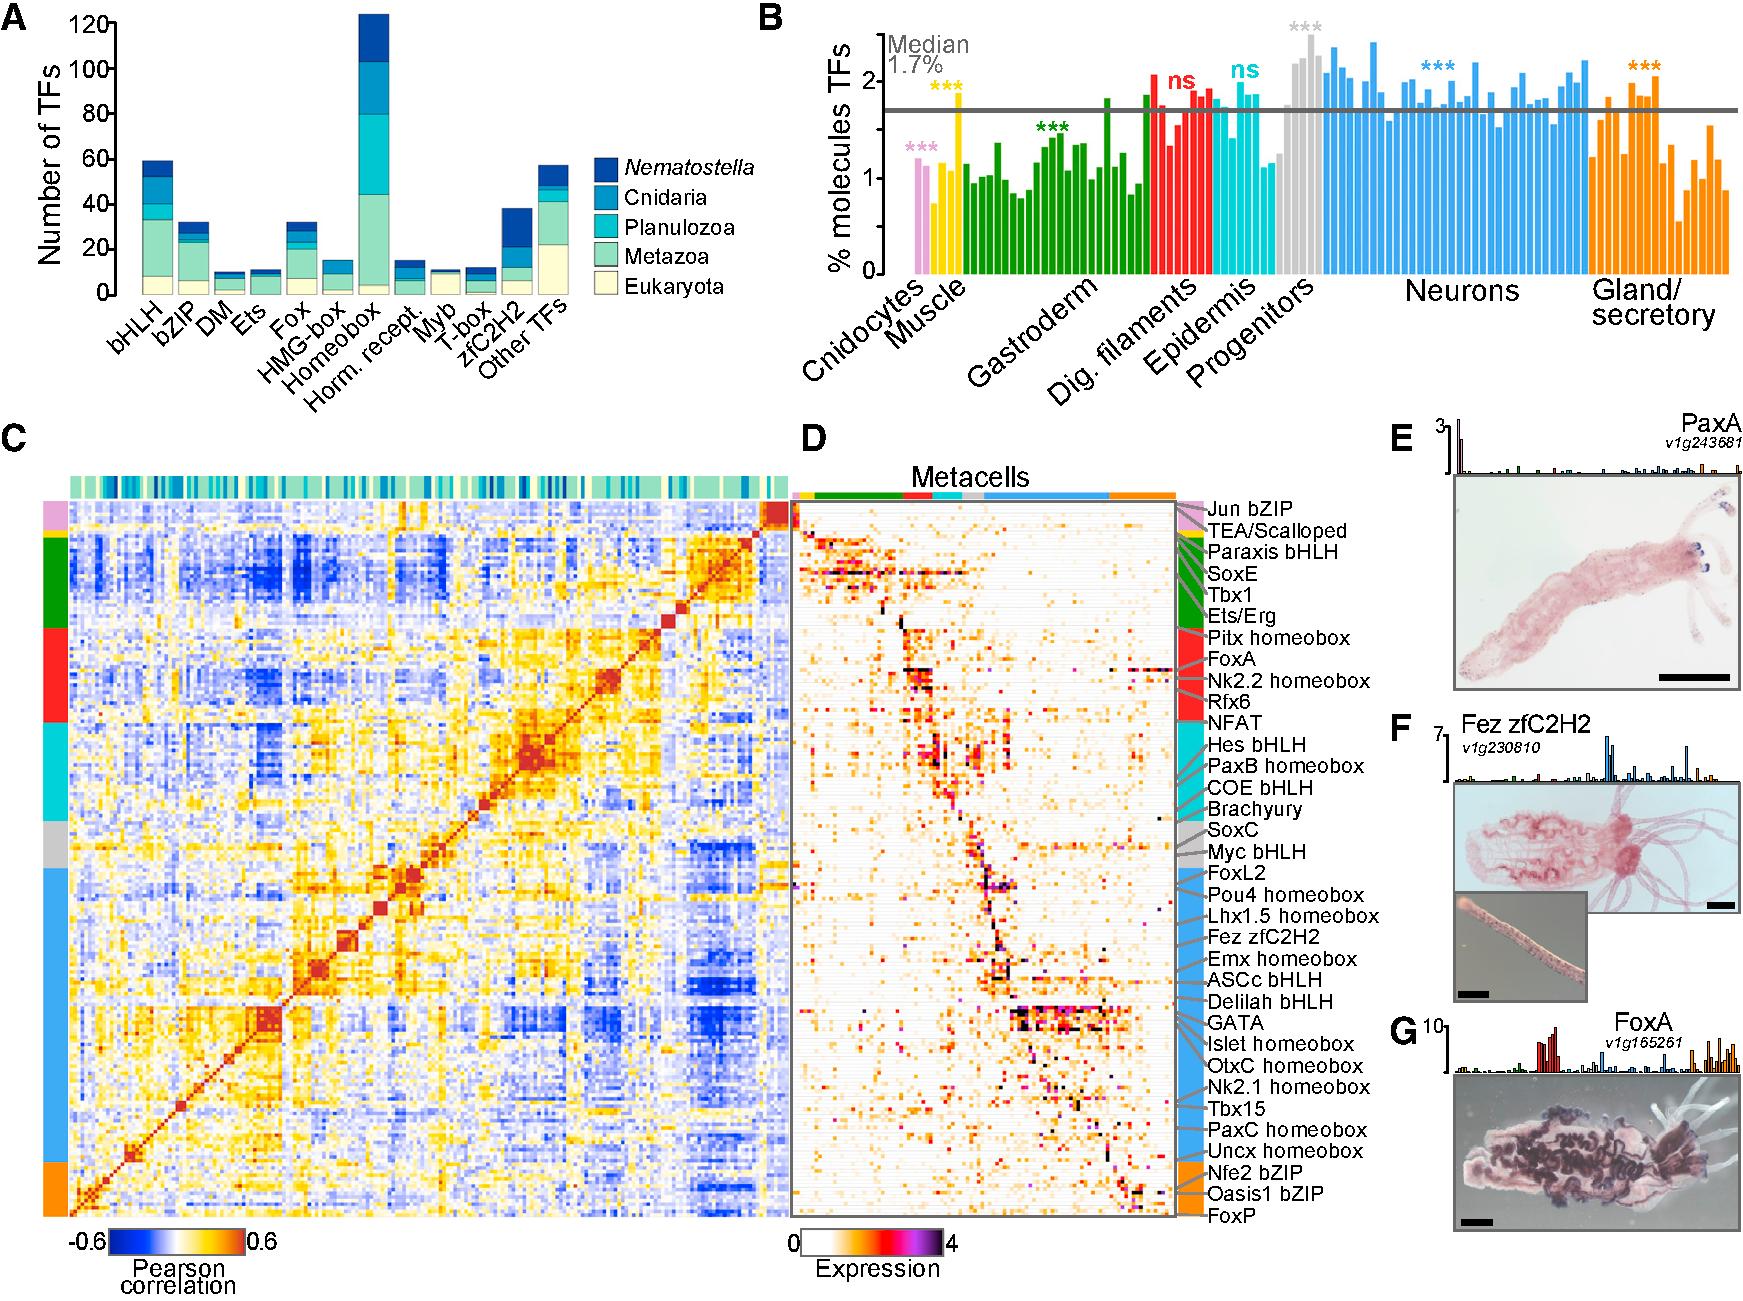 A
Number of TFs
120
100
80
60
40
20
0
bHLH
bZIP
DM
Ets
Fox
HMG-box
Homeobox
Horm. recept.
Myb
T-box
zfC2H2
Other TFs
Nematostella
Cnidaria
Planulozoa
Metazoa
Eukaryota
B
% molecules TFs
2
1
0
Median
1.7%
***
***
***
ns
ns
***
***
***
Cnidocytes
Muscle
Gastroderm
Dig. filaments
Epidermis
Progenitors
Neurons
Gland/
secretory
C
-0.6
0.6
Pearson
correlation
D
Metacells
Jun bZIP
TEA/Scalloped
Paraxis bHLH
SoxE
Tbx1
Ets/Erg
Pitx homeobox
FoxA
Nk2.2 homeobox
Rfx6
NFAT
Hes bHLH
PaxB homeobox
COE bHLH
Brachyury
SoxC
Myc bHLH
FoxL2
Pou4 homeobox
Lhx1.5 homeobox
Fez zfC2H2
Emx homeobox
ASCc bHLH
Delilah bHLH
GATA
Islet homeobox
OtxC homeobox
Nk2.1 homeobox
Tbx15
PaxC homeobox
Uncx homeobox
Nfe2 bZIP
Oasis1 bZIP
FoxP
0
4
Expression
E
3
PaxA
v1g243681
F
7
Fez zfC2H2
v1g230810
G
10
FoxA
v1g165261